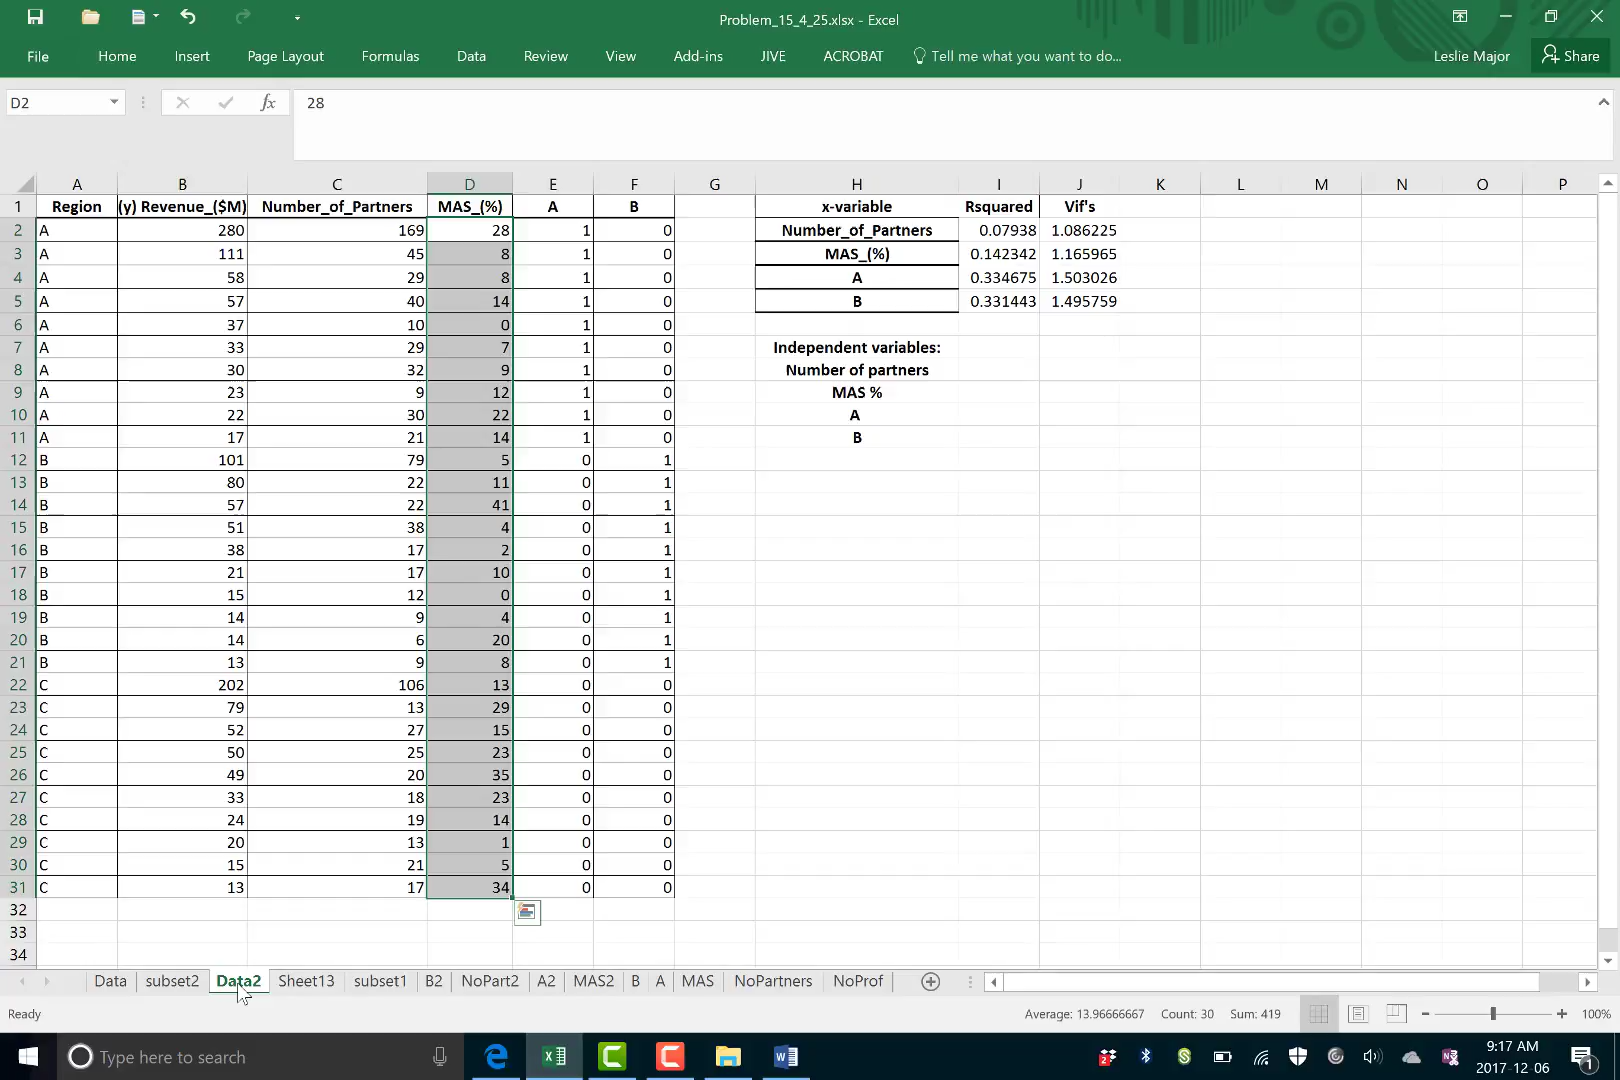 Problem_15_4_25.xlsx - Excel
File Home Insert Page Layout Formulas Data Review View Add-ins JIVE ACROBAT Tell me what you want to do... Leslie Major Share
D2 fx 28
A B C D E F G H I J K L M N O P
1 Region (y) Revenue_($M) Number_of_Partners MAS_(%) A B x-variable Rsquared Vif's
2 A 280 169 28 1 0 Number_of_Partners 0.07938 1.086225
3 A 111 45 8 1 0 MAS_(%) 0.142342 1.165965
4 A 58 29 8 1 0 A 0.334675 1.503026
5 A 57 40 14 1 0 B 0.331443 1.495759
6 A 37 10 0 1 0
7 A 33 29 7 1 0 Independent variables:
8 A 30 32 9 1 0 Number of partners
9 A 23 9 12 1 0 MAS %
10 A 22 30 22 1 0 A
11 A 17 21 14 1 0 B
12 B 101 79 5 0 1
13 B 80 22 11 0 1
14 B 57 22 41 0 1
15 B 51 38 4 0 1
16 B 38 17 2 0 1
17 B 21 17 10 0 1
18 B 15 12 0 0 1
19 B 14 9 4 0 1
20 B 14 6 20 0 1
21 B 13 9 8 0 1
22 C 202 106 13 0 0
23 C 79 13 29 0 0
24 C 52 27 15 0 0
25 C 50 25 23 0 0
26 C 49 20 35 0 0
27 C 33 18 23 0 0
28 C 24 19 14 0 0
29 C 20 13 1 0 0
30 C 15 21 5 0 0
31 C 13 17 34 0 0
32
33
34
Data subset2 Data2 Sheet13 subset1 B2 NoPart2 A2 MAS2 B A MAS NoPartners NoProf
Ready Average: 13.96666667 Count: 30 Sum: 419 100%
Type here to search 9:17 AM
2017-12-06